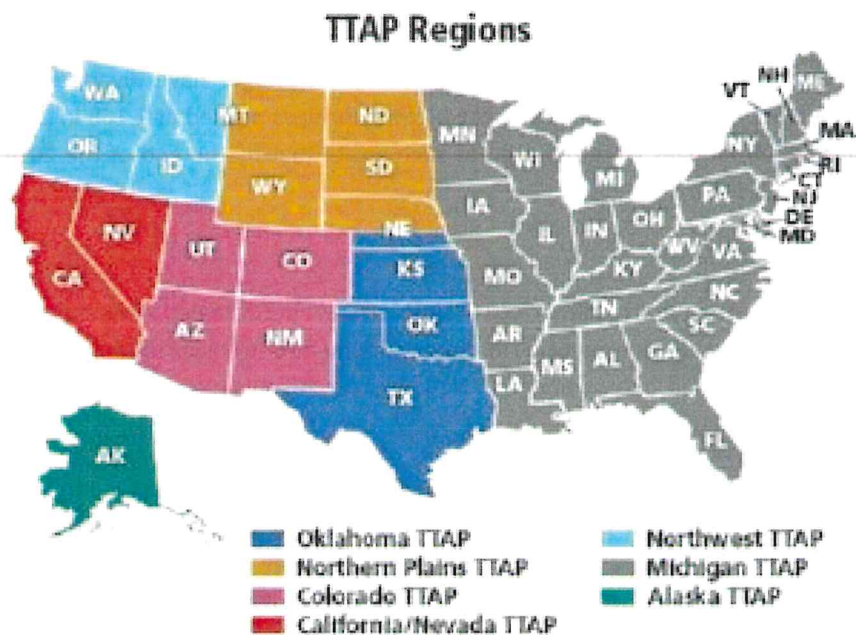 TTAP Regions
WA
OR
ID
MT
ND
SD
WY
NE
NV
CA
UT
CO
AZ
NM
KS
OK
TX
MN
WI
MI
IA
IL
IN
OH
MO
KY
WV
VA
PA
NY
VT
NH
ME
MA
RI
CT
NJ
DE
MD
NC
TN
SC
AR
MS
AL
GA
LA
FL
AK
Oklahoma TTAP
Northern Plains TTAP
Colorado TTAP
California/Nevada TTAP
Northwest TTAP
Michigan TTAP
Alaska TTAP